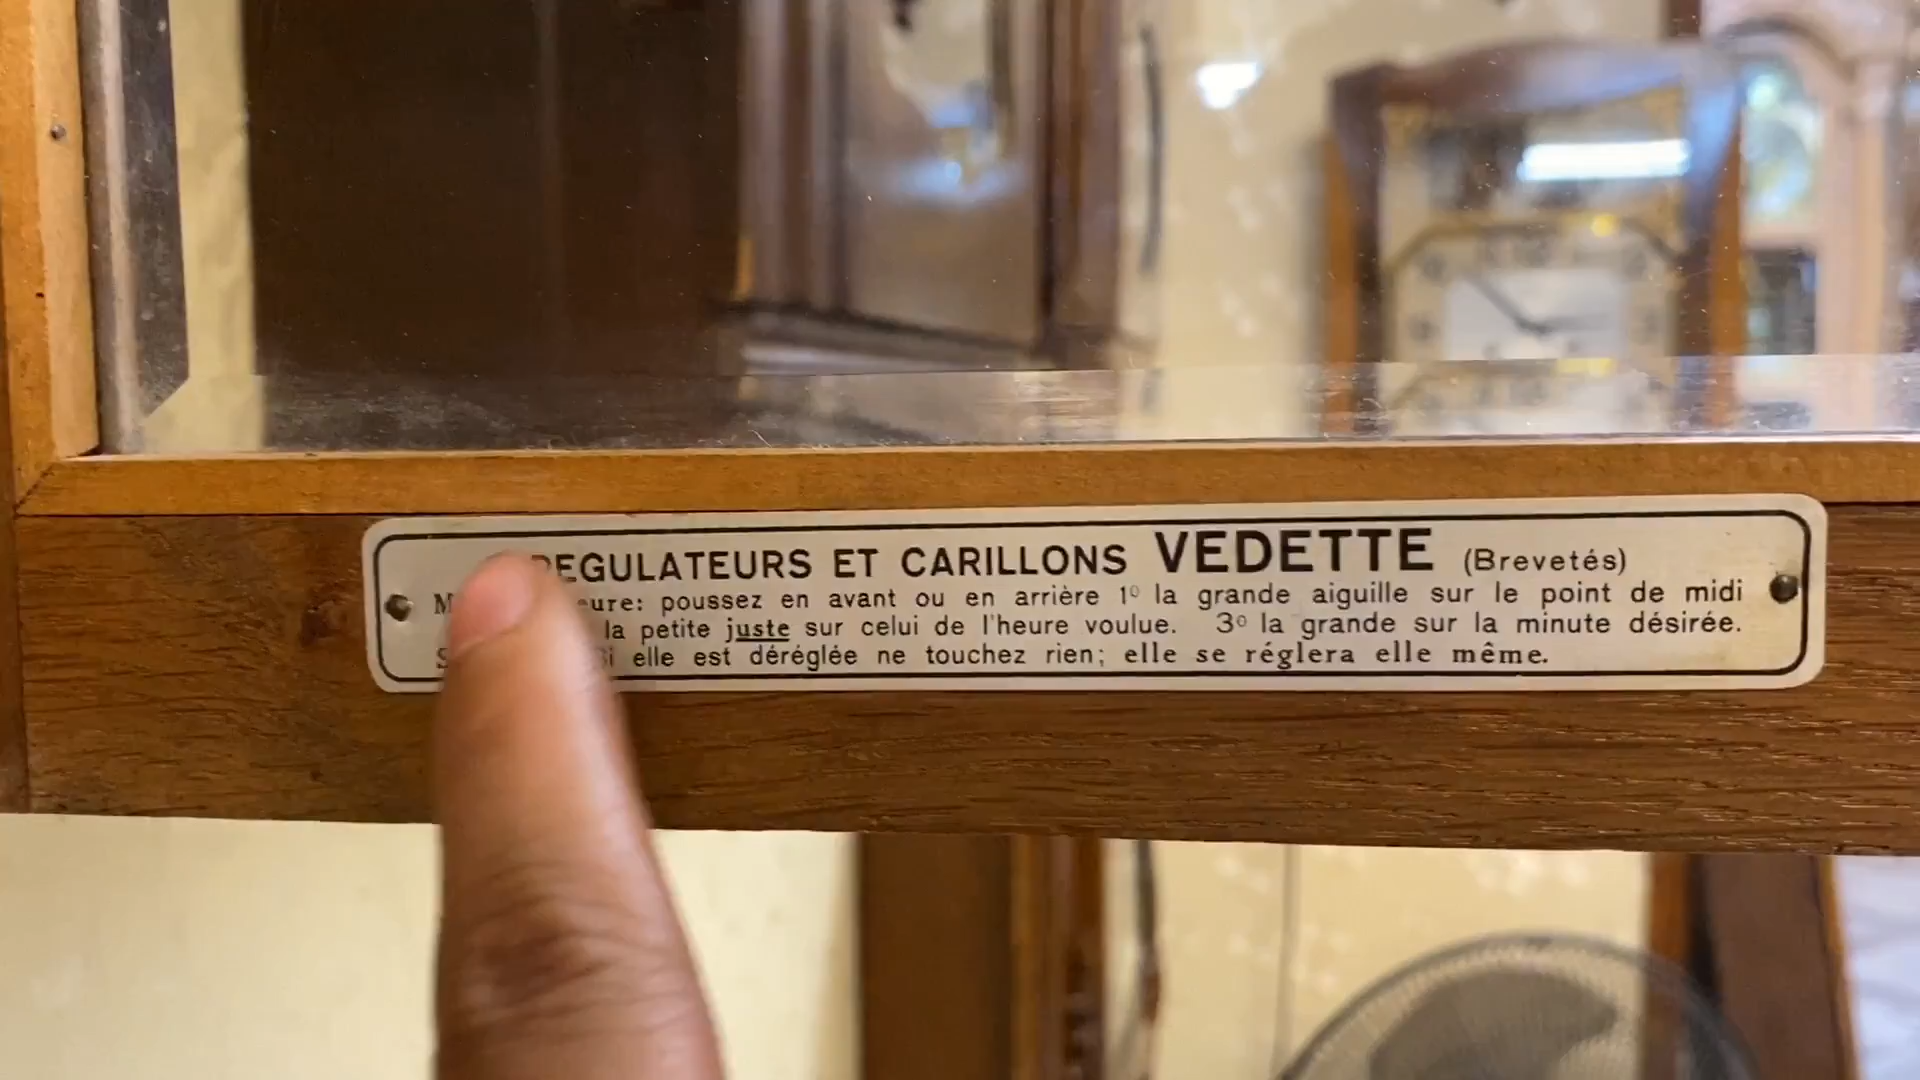 REGULATEURS ET CARILLONS VEDETTE (Brevetés)
poussez en avant ou en arrière 1º la grande aiguille sur le point de midi
la petite juste sur celui de l'heure voulue. 3º la grande sur la minute désirée.
elle est déréglée ne touchez rien; elle se réglera elle même.